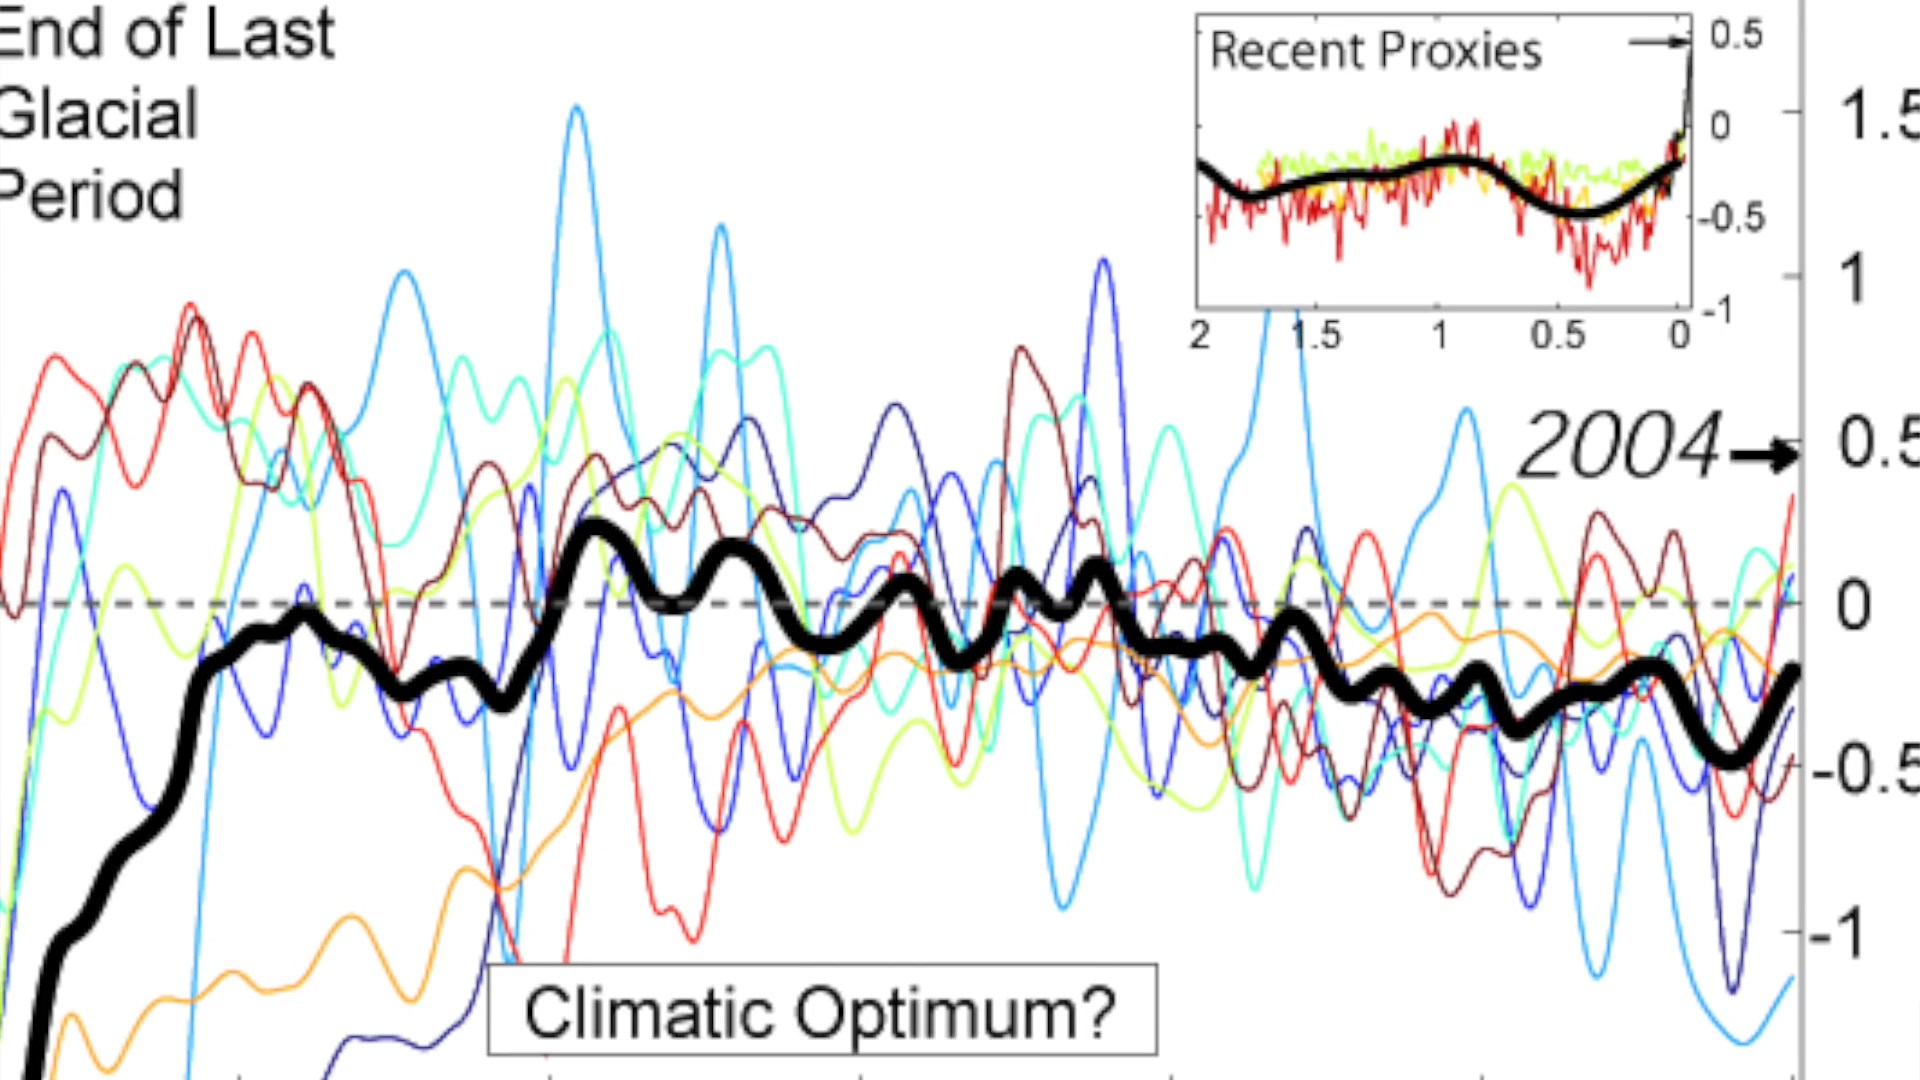 End of Last
Glacial
Period
Recent Proxies
0.5
0
-0.5
-1
2 1.5 1 0.5 0
1.5
1
2004
0.5
0
-0.5
-1
Climatic Optimum?